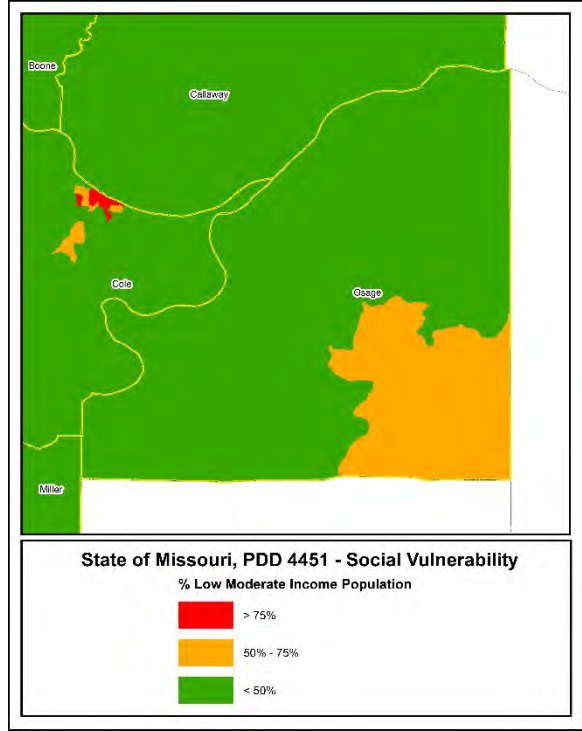 Boone
Callaway
Cole
Osage
Miller
State of Missouri, PDD 4451 - Social Vulnerability
% Low Moderate Income Population
> 75%
50% - 75%
< 50%